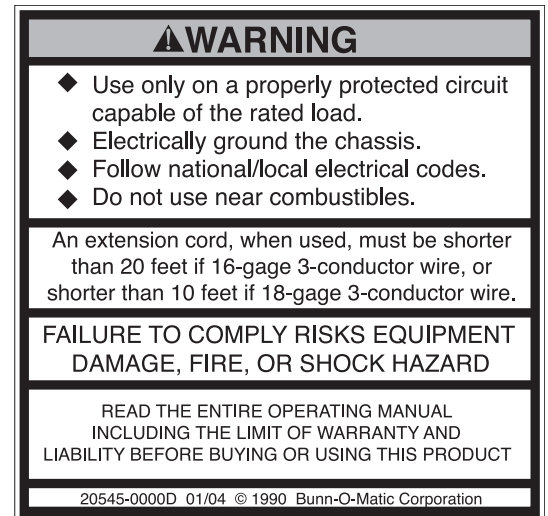 ⚠WARNING
◆ Use only on a properly protected circuit
capable of the rated load.
◆ Electrically ground the chassis.
◆ Follow national/local electrical codes.
◆ Do not use near combustibles.
An extension cord, when used, must be shorter
than 20 feet if 16-gage 3-conductor wire, or
shorter than 10 feet if 18-gage 3-conductor wire.
FAILURE TO COMPLY RISKS EQUIPMENT
DAMAGE, FIRE, OR SHOCK HAZARD
READ THE ENTIRE OPERATING MANUAL
INCLUDING THE LIMIT OF WARRANTY AND
LIABILITY BEFORE BUYING OR USING THIS PRODUCT
20545-0000D 01/04 © 1990 Bunn-O-Matic Corporation